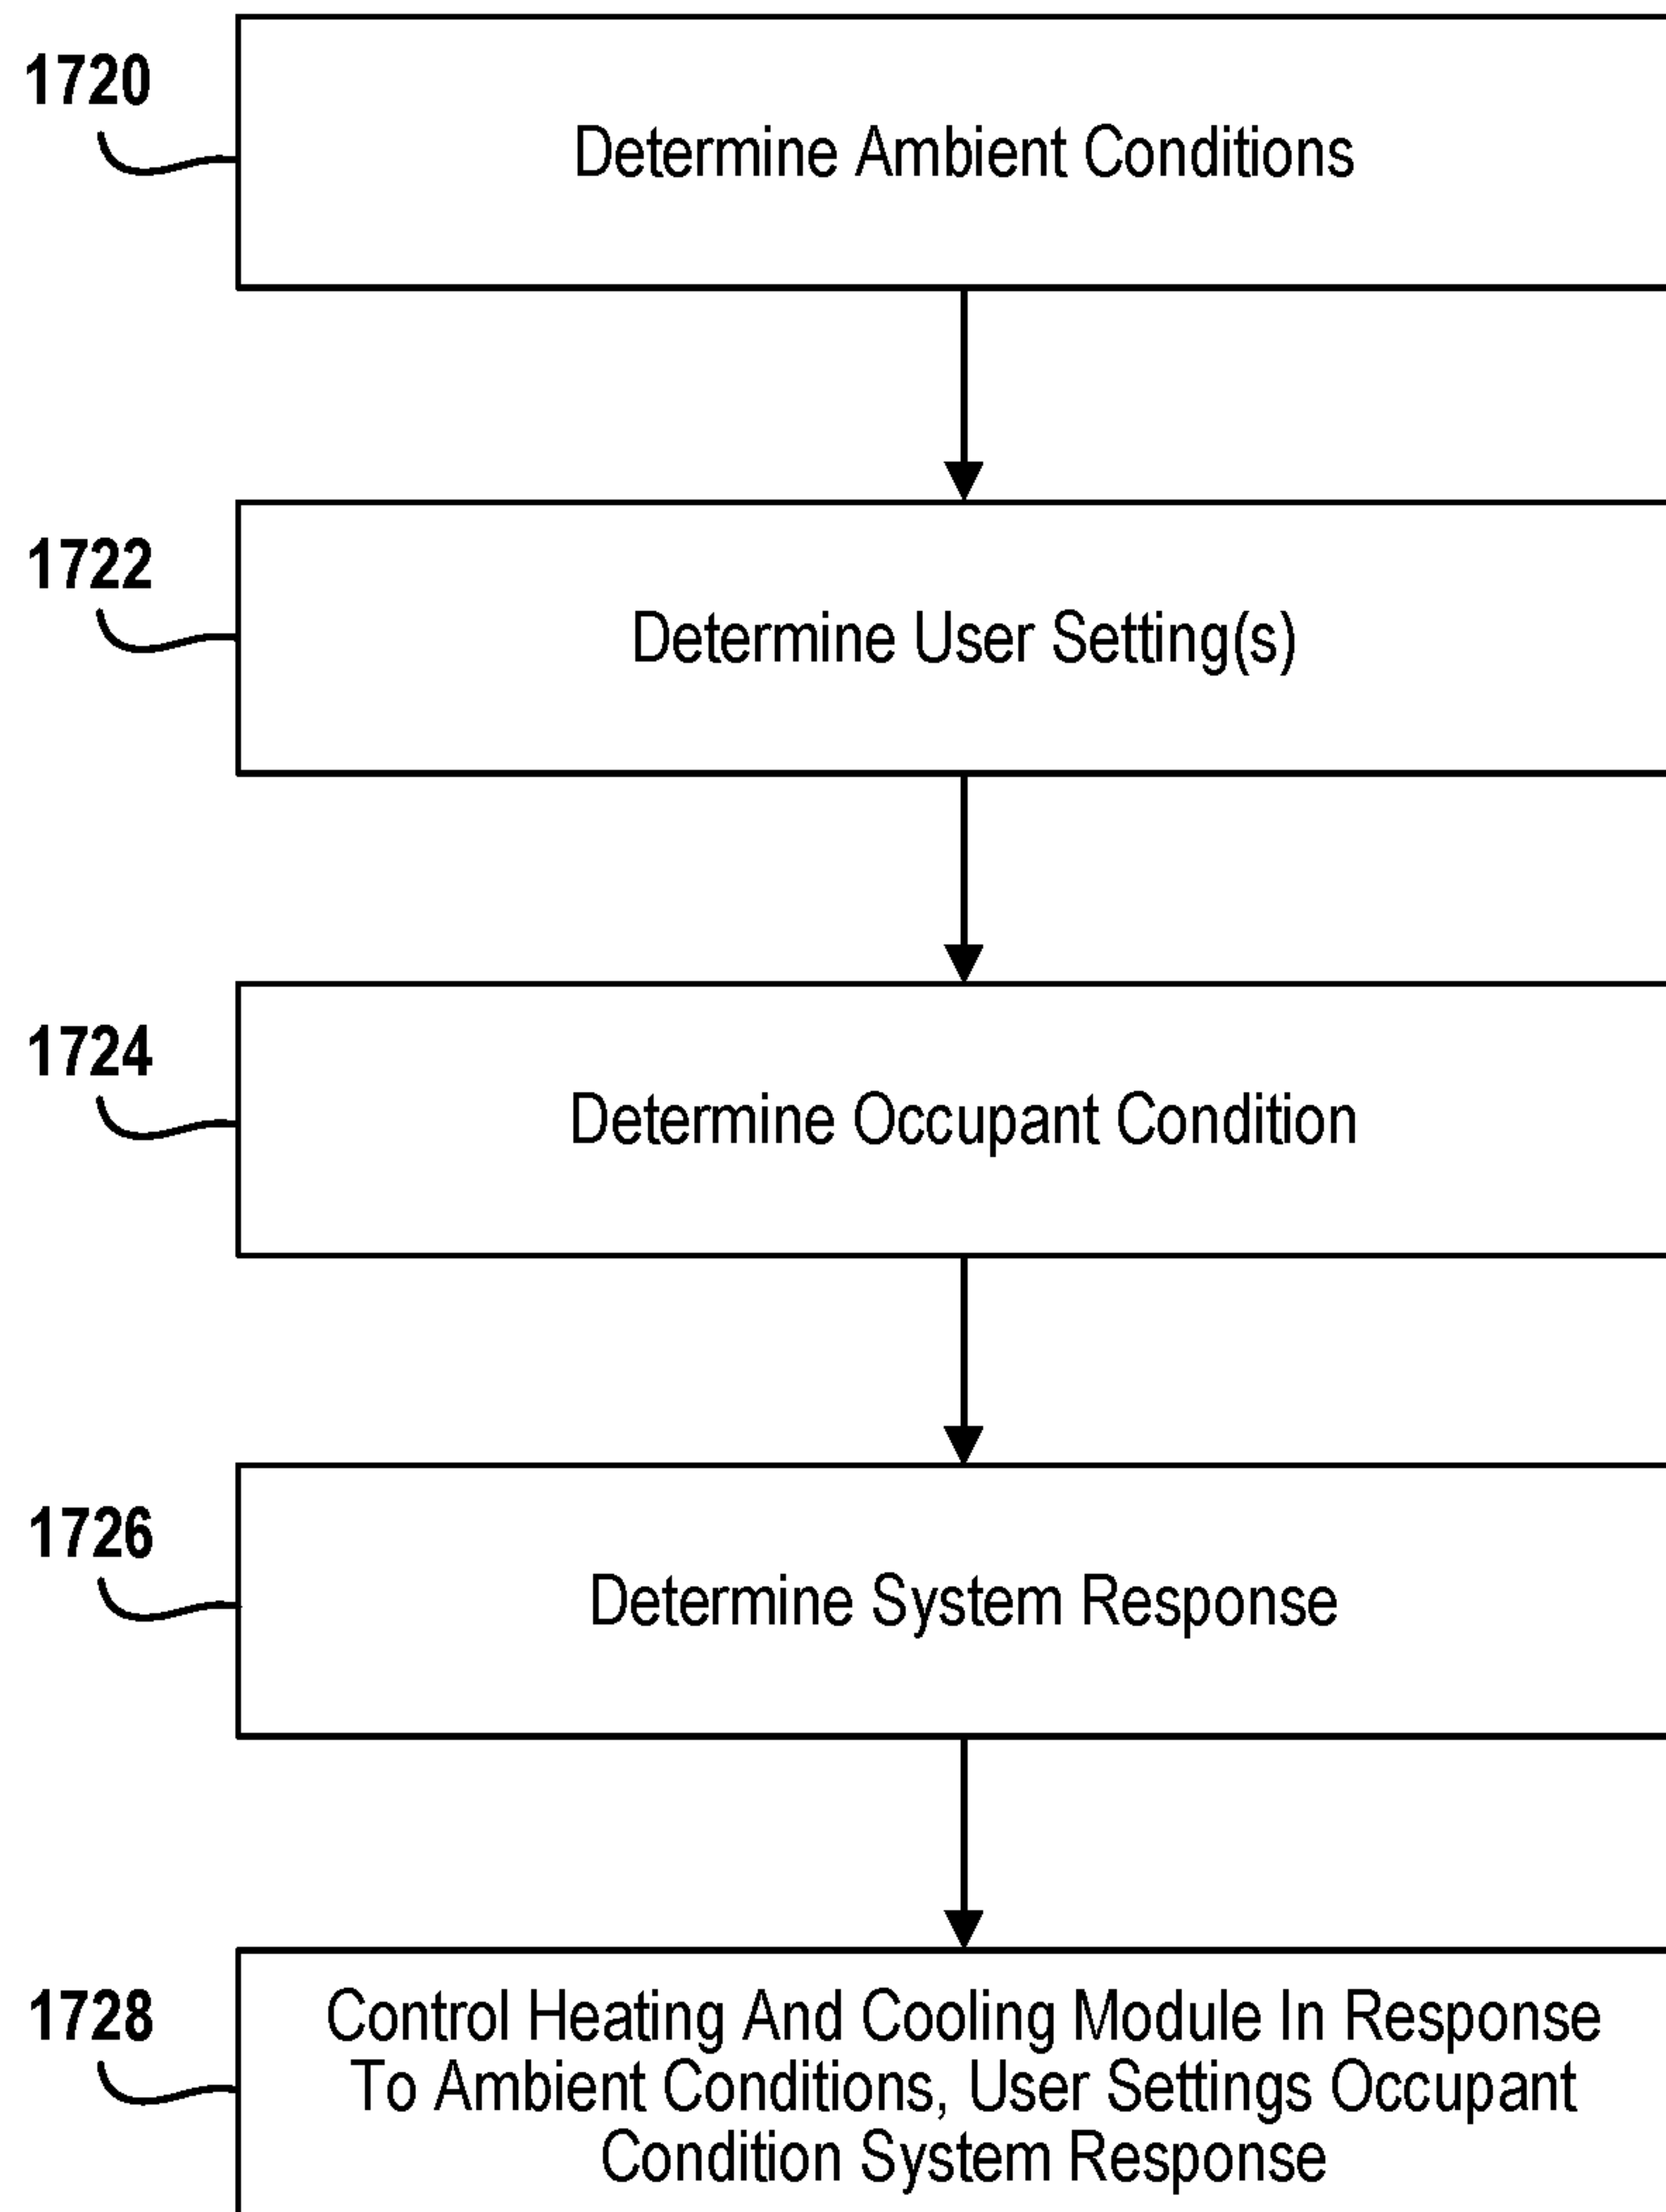 1720
Determine Ambient Conditions
1722
Determine User Setting(s)
1724
Determine Occupant Condition
1726
Determine System Response
1728
Control Heating And Cooling Module In Response
To Ambient Conditions, User Settings Occupant
Condition System Response